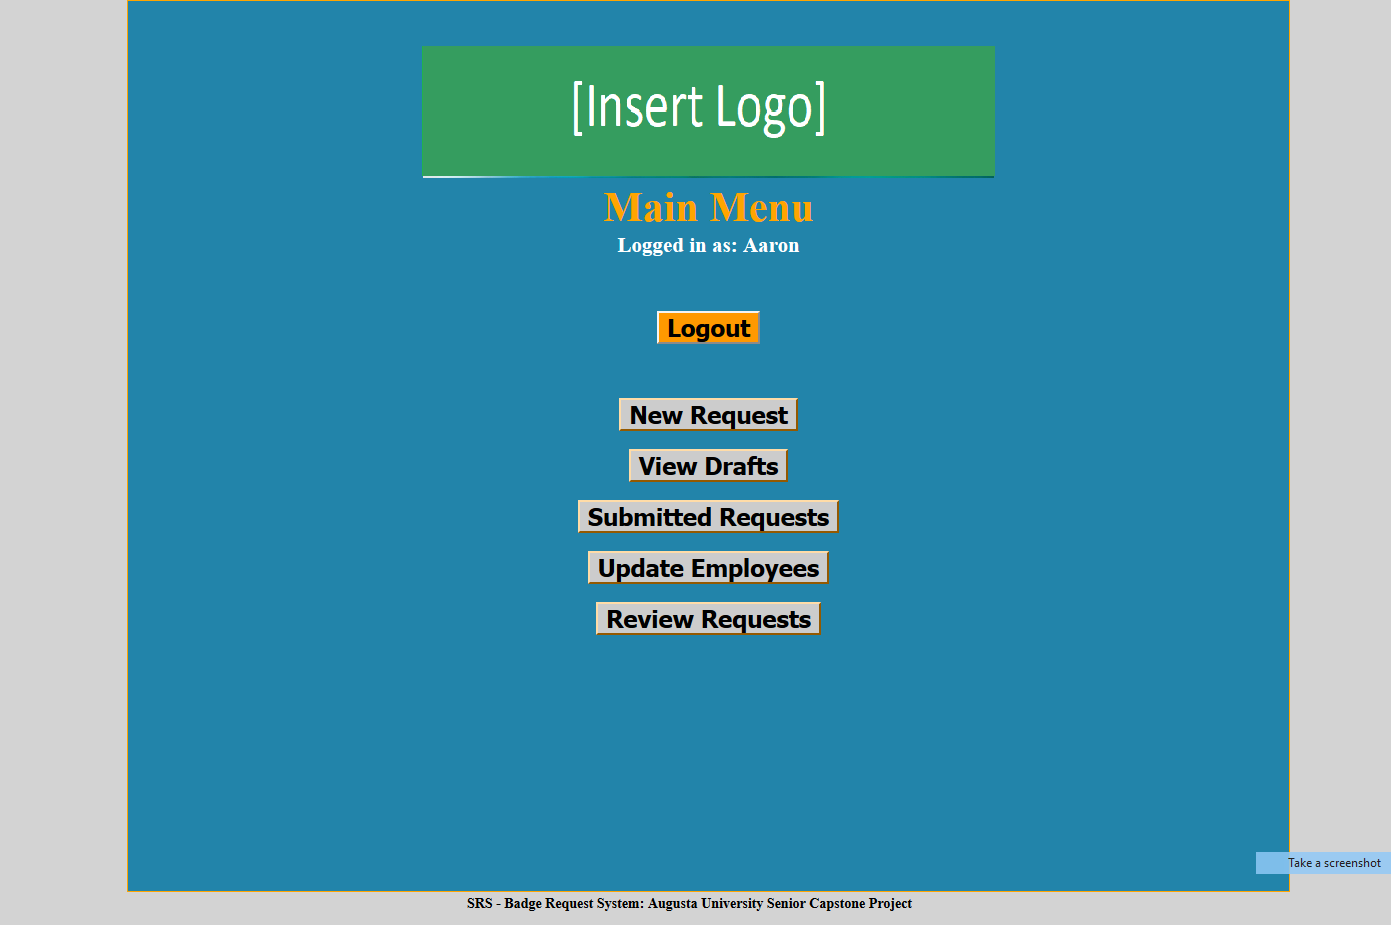 [Insert Logo]
Main Menu
Logged in as: Aaron
Logout
New Request
View Drafts
Submitted Requests
Update Employees
Review Requests
Take a screenshot
SRS - Badge Request System: Augusta University Senior Capstone Project